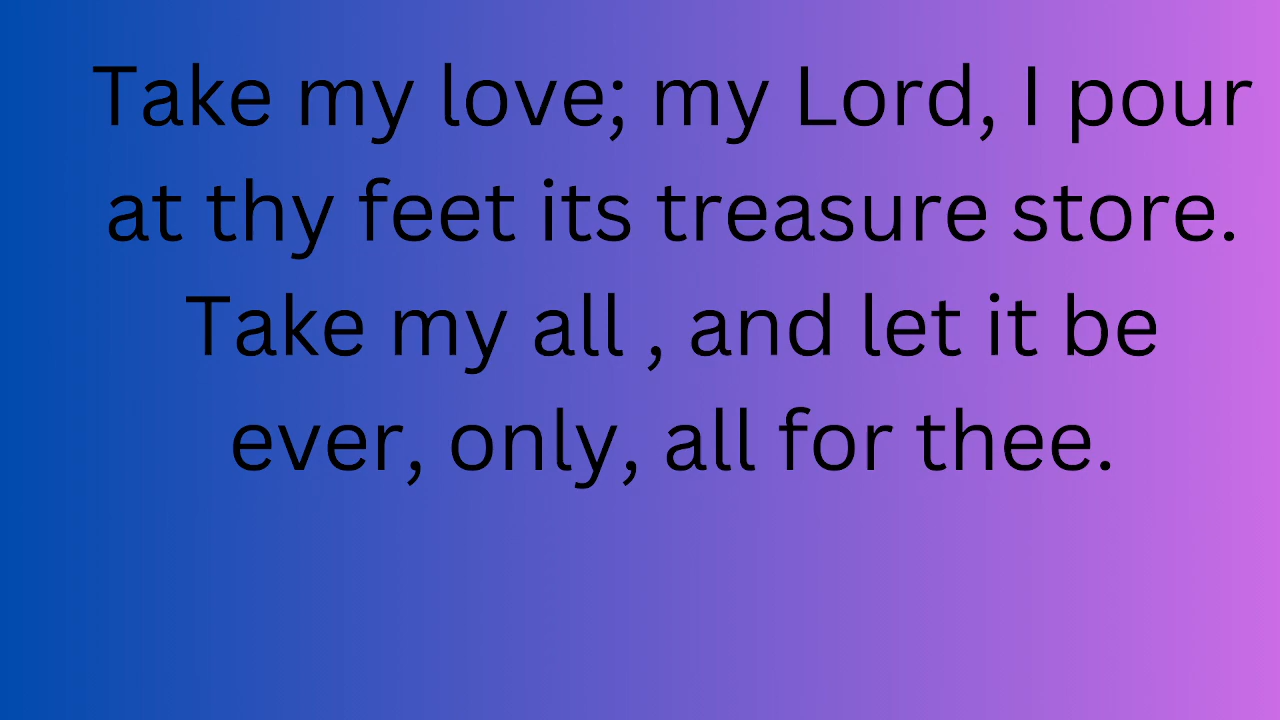 Take my love; my Lord, I pour
at thy feet its treasure store.
Take my all , and let it be
ever, only, all for thee.